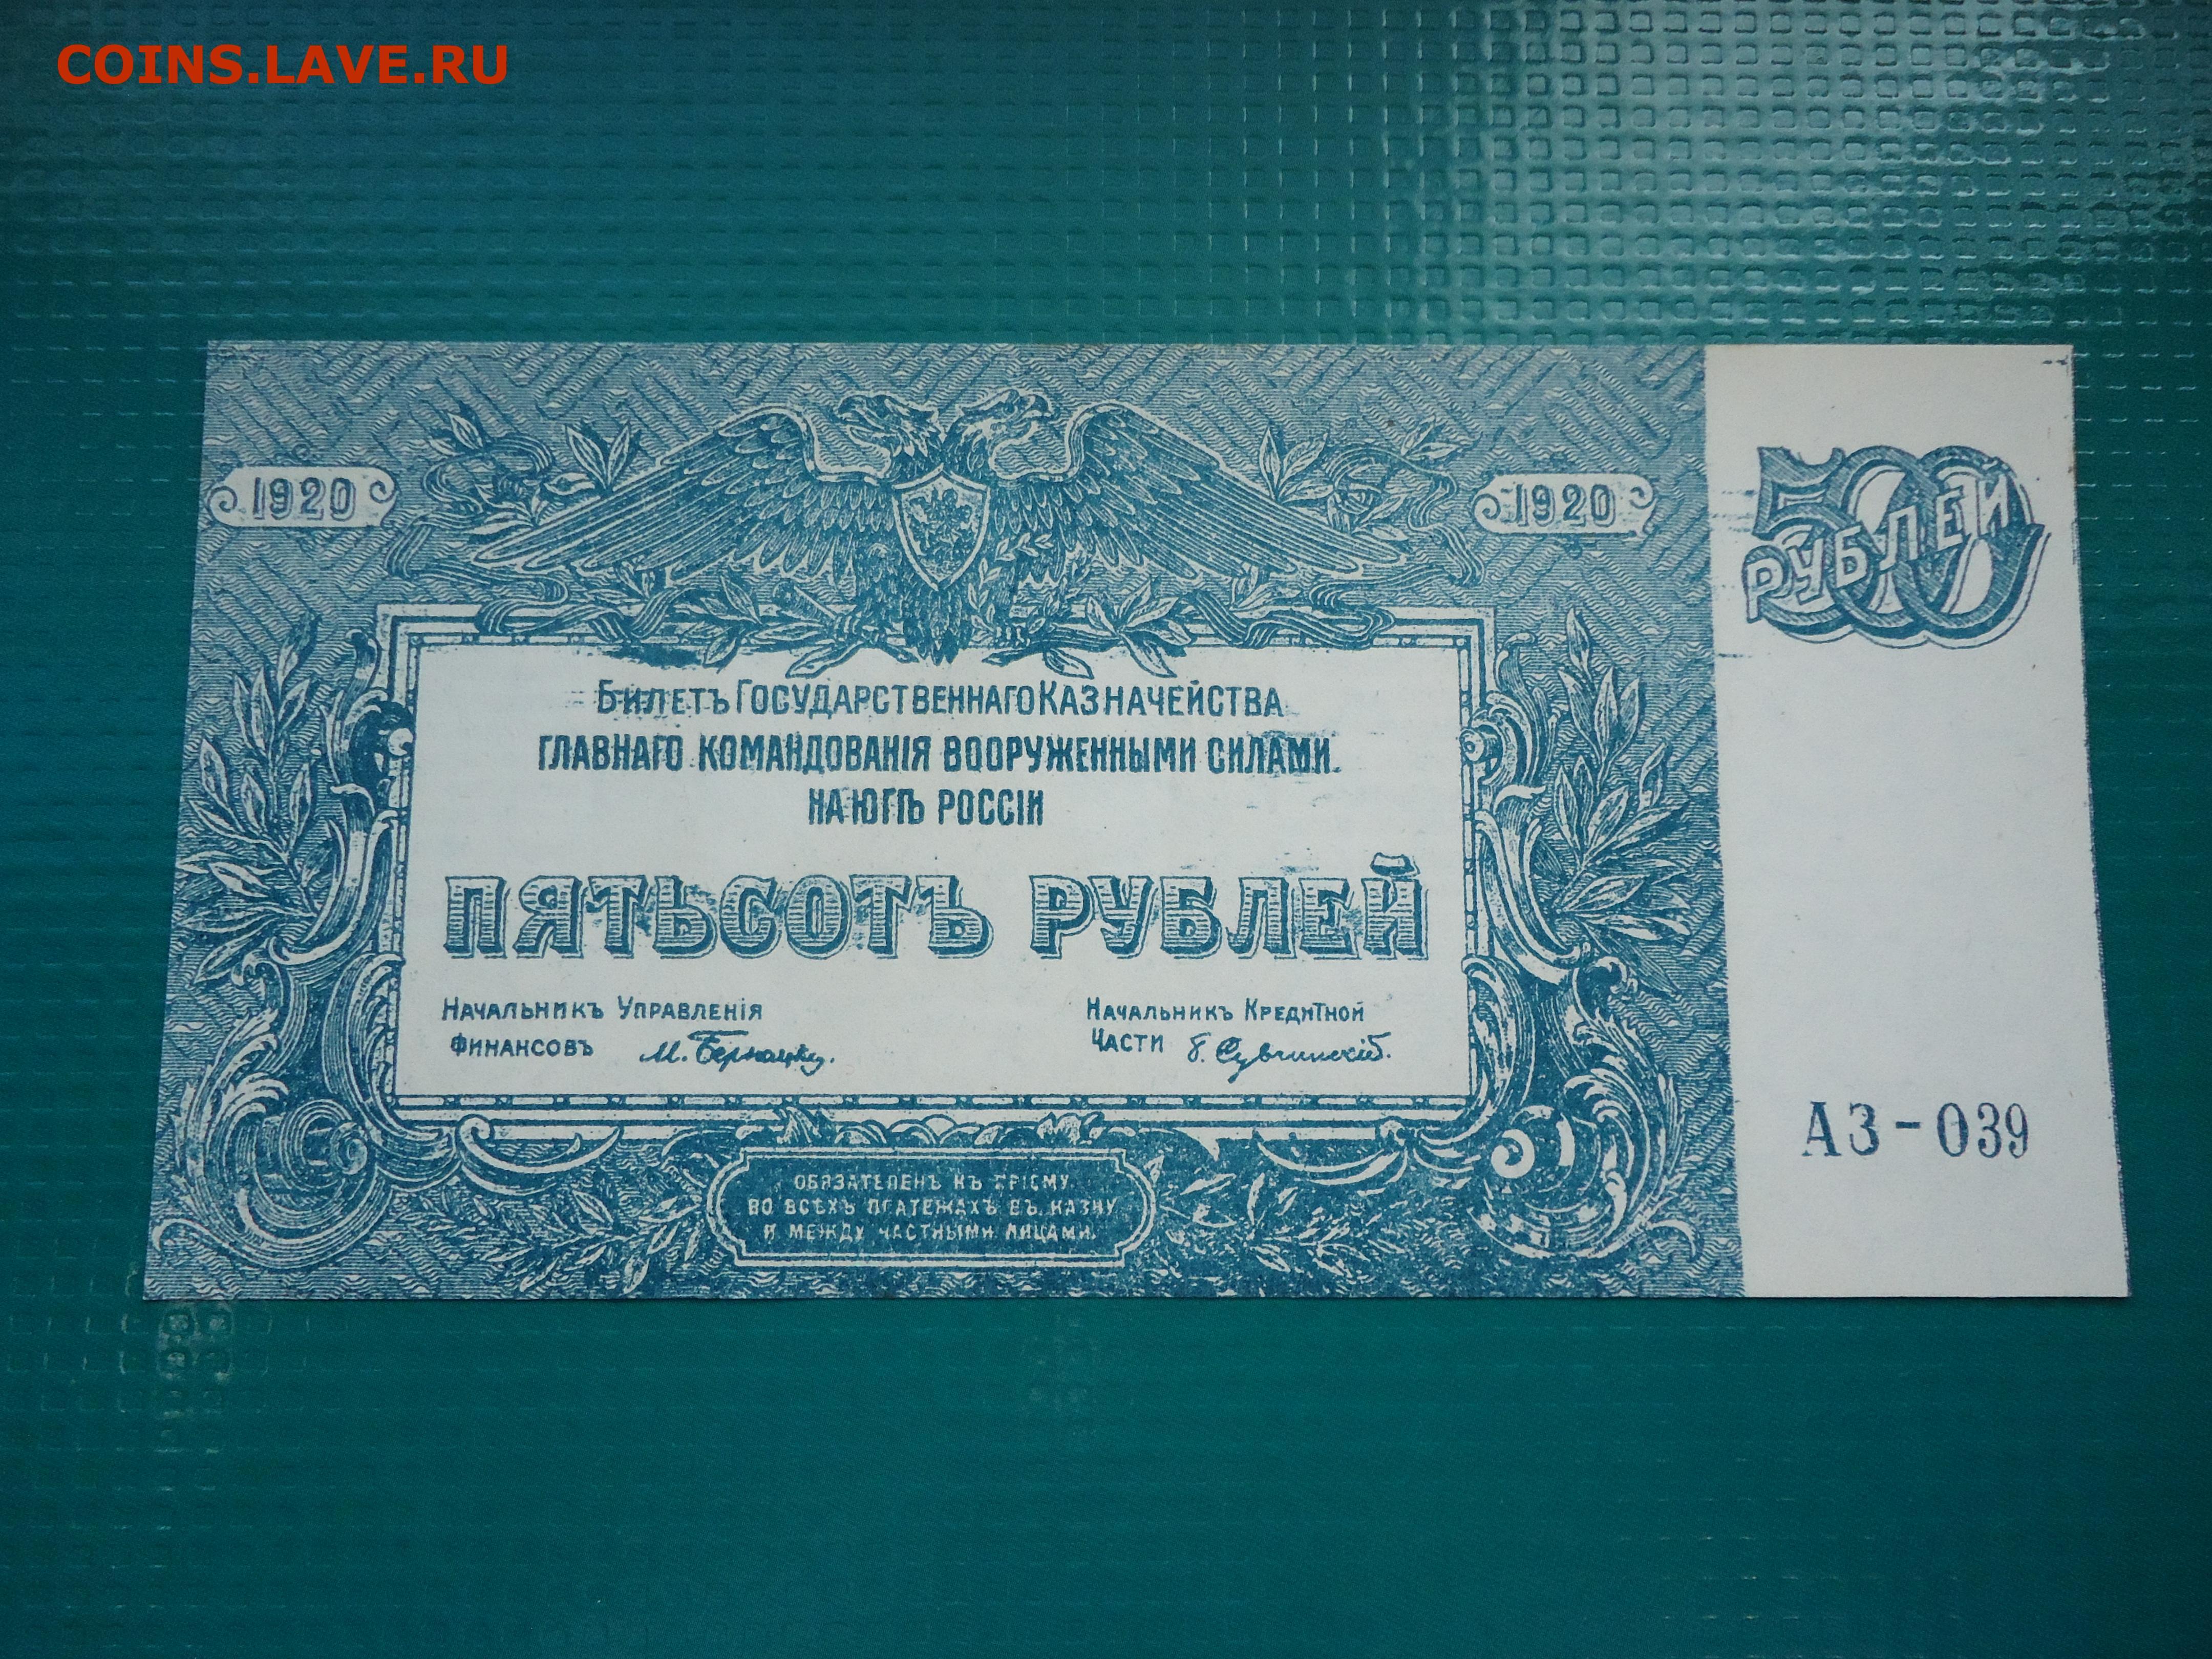 COINS.LAVE.RU
1920
1920
500
РУБЛЕЙ
БИЛЕТЪ ГОСУДАРСТВЕННАГО КАЗНАЧЕЙСТВА
ГЛАВНАГО КОМАНДОВАНІЯ ВООРУЖЕННЫМИ СИЛАМИ
НА ЮГѢ РОССІИ
ПЯТЬСОТЪ РУБЛЕЙ
НАЧАЛЬНИКЪ УПРАВЛЕНІЯ
ФИНАНСОВЪ М. Бернацкій.
НАЧАЛЬНИКЪ КРЕДИТНОЙ
ЧАСТИ Б. Сувчинскій.
АЗ-039
ОБЯЗАТЕЛЕНЪ КЪ ПРІЕМУ
ВО ВСѢХЪ ПЛАТЕЖАХЪ ВЪ КАЗНУ
И МЕЖДУ ЧАСТНЫМИ ЛИЦАМИ.